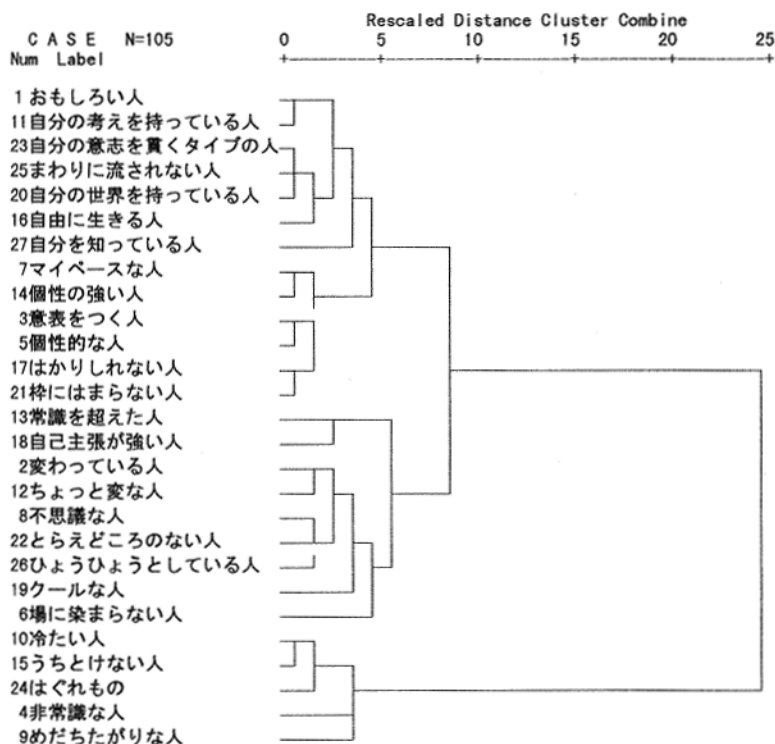 Rescaled Distance Cluster Combine
C A S E N=105 0 5 10 15 20 25
Num Label
1 おもしろい人
11自分の考えを持っている人
23自分の意志を貫くタイプの人
25まわりに流されない人
20自分の世界を持っている人
16自由に生きる人
27自分を知っている人
7マイペースな人
14個性の強い人
3意表をつく人
5個性的な人
17はかりしれない人
21枠にはまらない人
13常識を超えた人
18自己主張が強い人
2変わっている人
12ちょっと変な人
8不思議な人
22とらえどころのない人
26ひょうひょうとしている人
19クールな人
6場に染まらない人
10冷たい人
15うちとけない人
24はぐれもの
4非常識な人
9めだちたがりな人